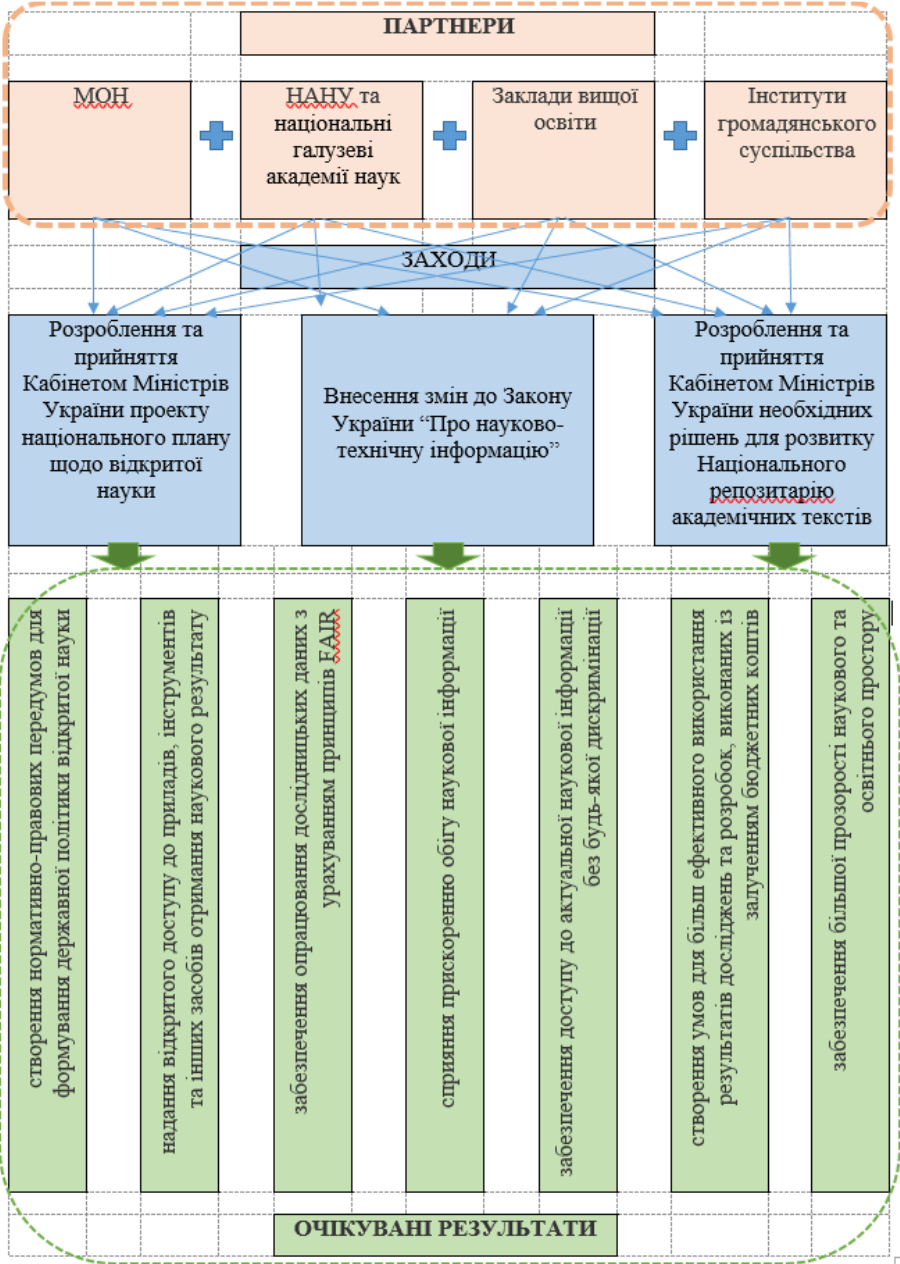 ПАРТНЕРИ
МОН
НАНУ та
національні
галузеві
академії наук
Заклади вищої
освіти
Інститути
громадянського
суспільства
ЗАХОДИ
Розроблення та
прийняття
Кабінетом Міністрів
України проекту
національного плану
щодо відкритої
науки
Внесення змін до Закону
України “Про науково-
технічну інформацію”
Розроблення та
прийняття
Кабінетом Міністрів
України необхідних
рішень для розвитку
Національного
репозитарію
академічних текстів
створення нормативно-правових передумов для
формування державної політики відкритої науки
надання відкритого доступу до приладів, інструментів
та інших засобів отримання наукового результату
забезпечення опрацювання дослідницьких даних з
урахуванням принципів FAIR
сприяння прискоренню обігу наукової інформації
забезпечення доступу до актуальної наукової інформації
без будь-якої дискримінації
створення умов для більш ефективного використання
результатів досліджень та розробок, виконаних із
залученням бюджетних коштів
забезпечення більшої прозорості наукового та
освітнього простору
ОЧІКУВАНІ РЕЗУЛЬТАТИ